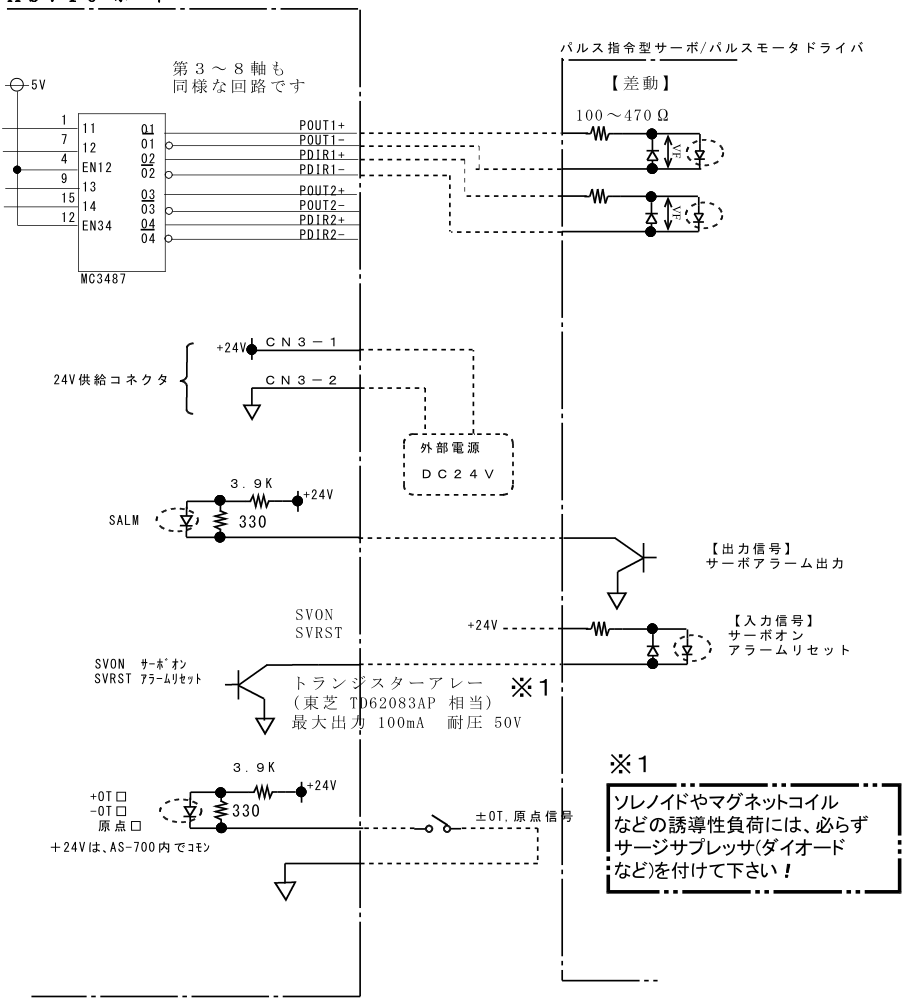 パルス指令型サーボ/パルスモータドライバ
第3~8軸も
同様な回路です
【差動】
100~470Ω
5V
1
7
4
9
15
12
11
12
EN12
13
14
EN34
01
01
02
02
03
03
04
04
MC3487
POUT1+
POUT1-
PDIR1+
PDIR1-
POUT2+
POUT2-
PDIR2+
PDIR2-
VF
VF
24V供給コネクタ
+24V
CN3-1
CN3-2
外部電源
DC24V
3.9K
+24V
SALM
330
【出力信号】
サーボアラーム出力
SVON
SVRST
+24V
【入力信号】
サーボオン
アラームリセット
SVON サーボオン
SVRST アラームリセット
トランジスターアレー ※1
(東芝 TD62083AP 相当)
最大出力 100mA 耐圧 50V
3.9K
+24V
+OT□
-OT□
原点□
330
+24Vは、AS-700内でコモン
±OT.原点信号
※1
ソレノイドやマグネットコイル
などの誘導性負荷には、必らず
サージサプレッサ(ダイオード
など)を付けて下さい!